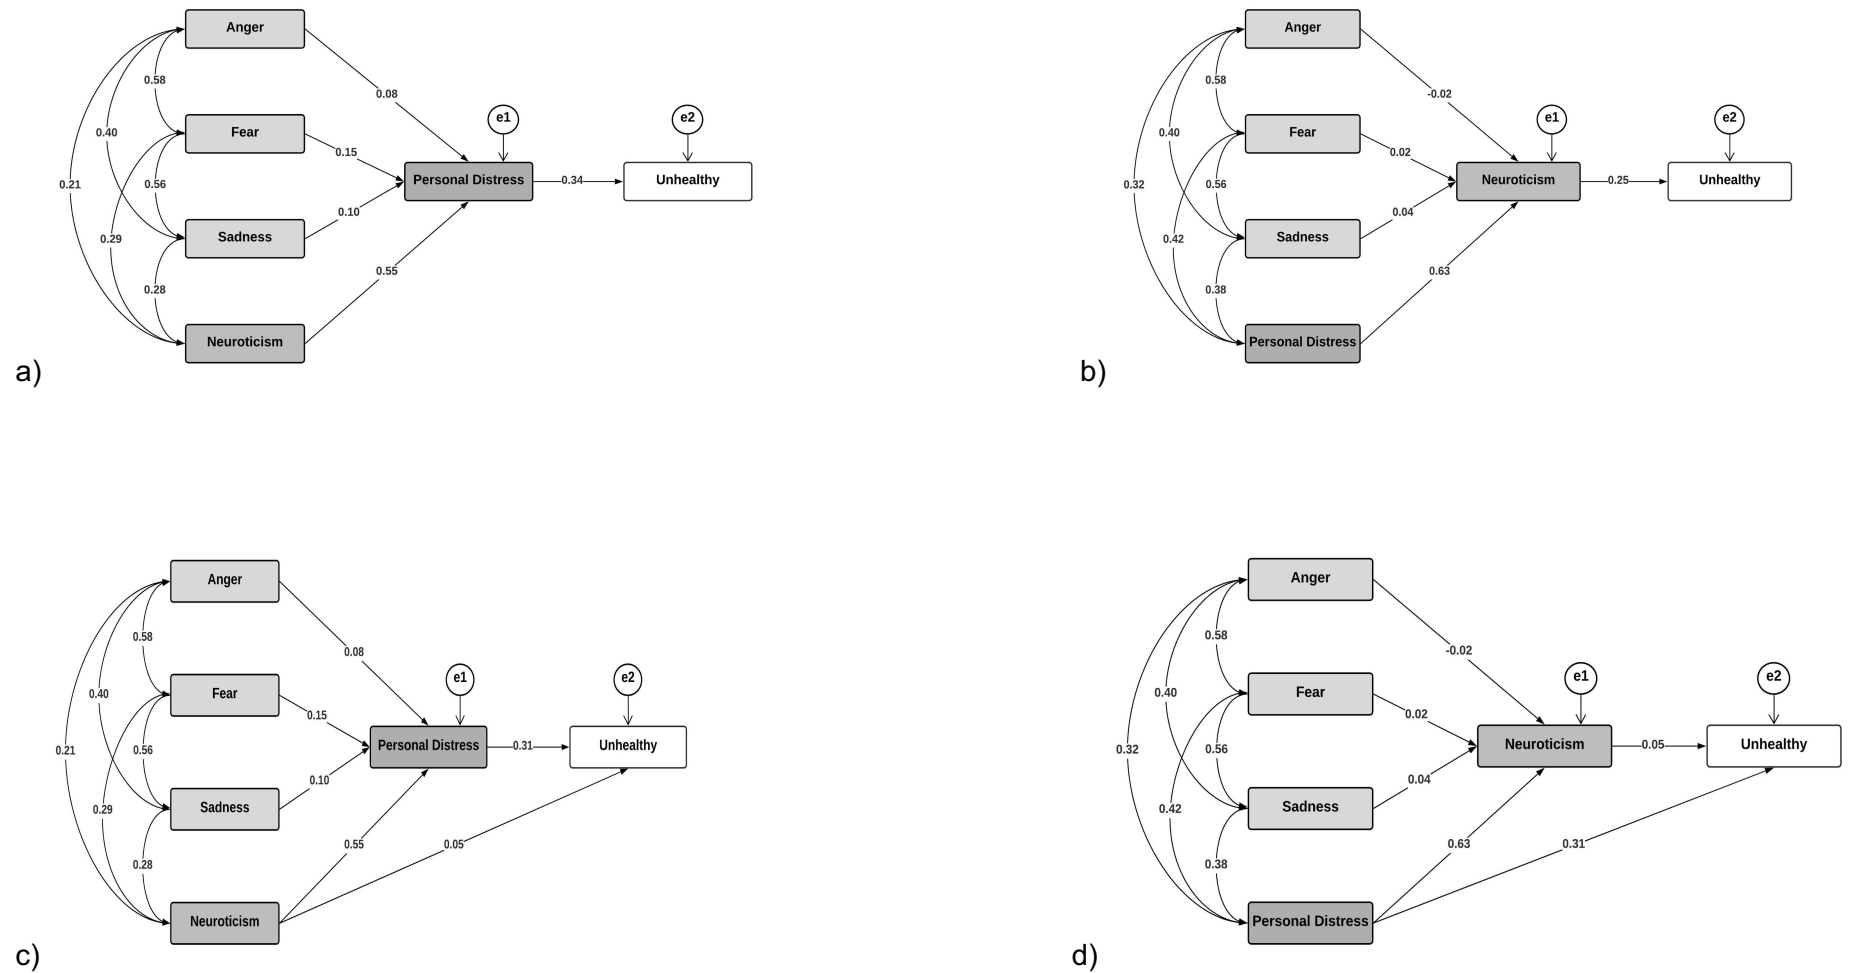 Anger
0.58
0.08
e1
e2
0.40
Fear
0.15
0.21
0.56
Personal Distress
0.34
Unhealthy
0.10
0.29
Sadness
0.55
0.28
Neuroticism
a)
Anger
0.58
-0.02
e1
e2
0.40
Fear
0.02
0.32
0.56
Neuroticism
0.25
Unhealthy
0.04
0.42
Sadness
0.63
0.38
Personal Distress
b)
Anger
0.58
0.08
e1
e2
0.40
Fear
0.15
0.21
0.56
Personal Distress
0.31
Unhealthy
0.10
0.29
Sadness
0.55
0.05
0.28
Neuroticism
c)
Anger
0.58
-0.02
e1
e2
0.40
Fear
0.02
0.32
0.56
Neuroticism
0.05
Unhealthy
0.04
0.42
Sadness
0.63
0.31
0.38
Personal Distress
d)